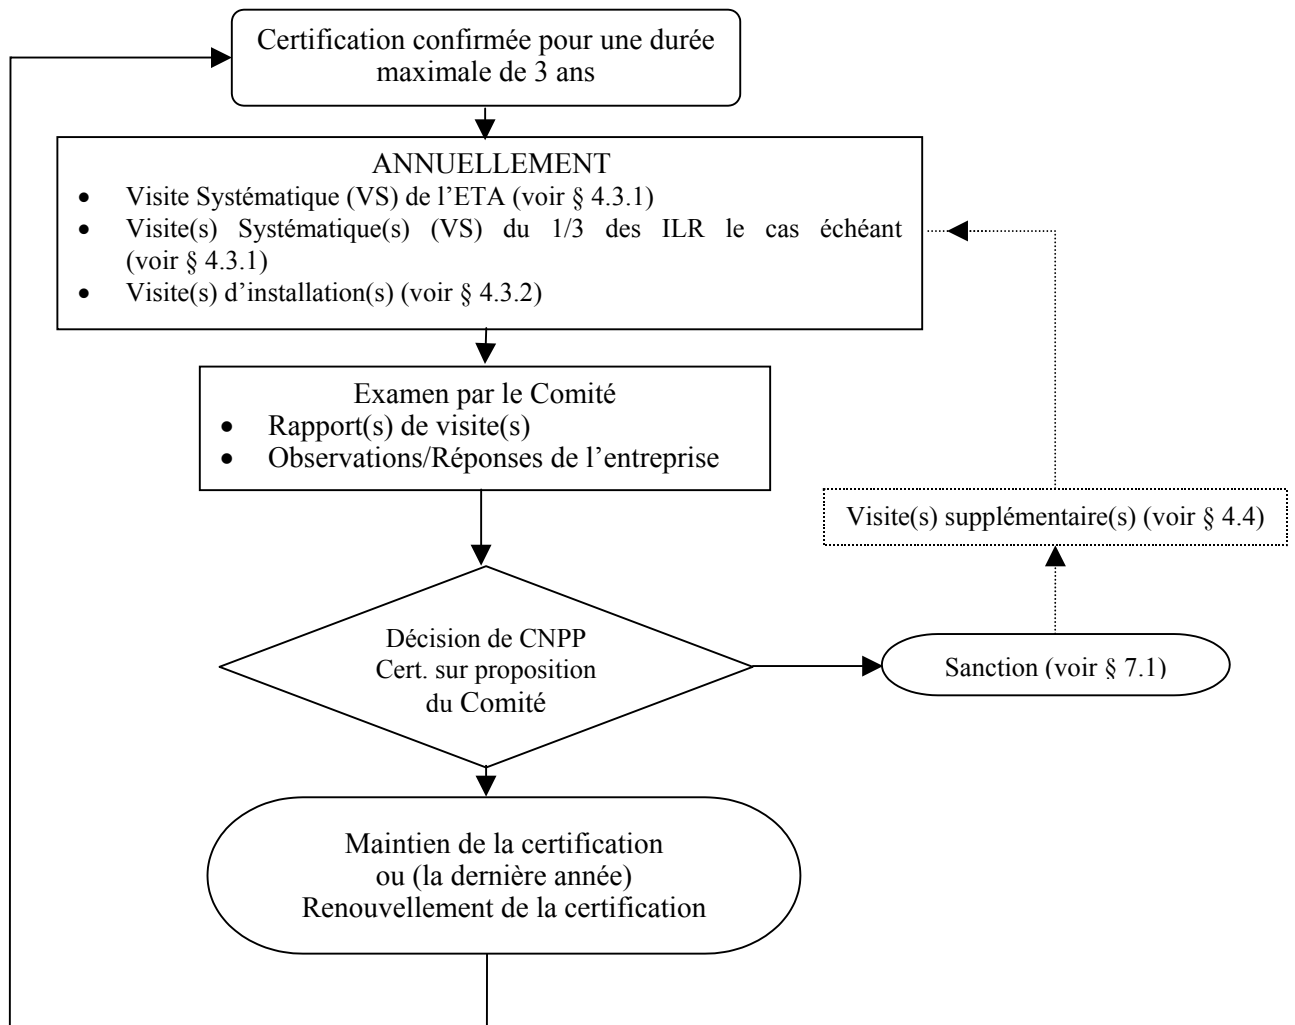 Certification confirmée pour une durée
maximale de 3 ans
ANNUELLEMENT
• Visite Systématique (VS) de l’ETA (voir § 4.3.1)
• Visite(s) Systématique(s) (VS) du 1/3 des ILR le cas échéant
(voir § 4.3.1)
• Visite(s) d’installation(s) (voir § 4.3.2)
Examen par le Comité
• Rapport(s) de visite(s)
• Observations/Réponses de l’entreprise
Visite(s) supplémentaire(s) (voir § 4.4)
Décision de CNPP
Cert. sur proposition
du Comité
Sanction (voir § 7.1)
Maintien de la certification
ou (la dernière année)
Renouvellement de la certification